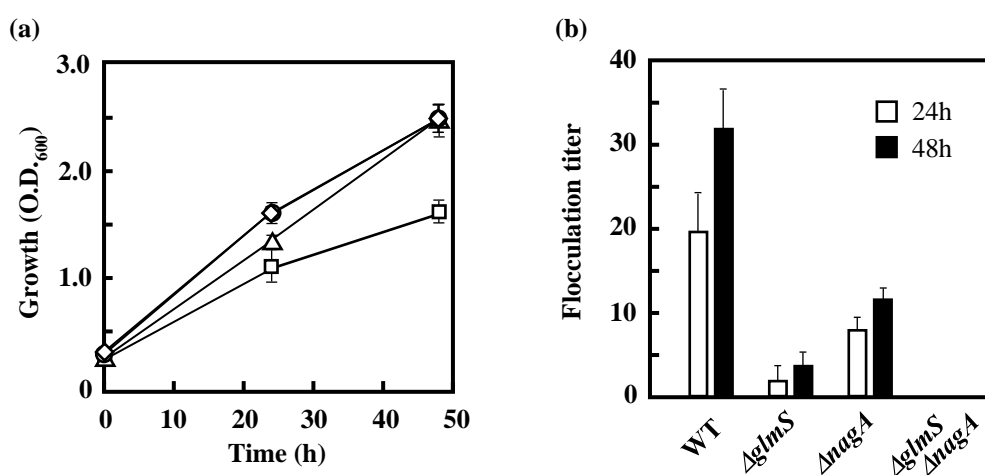 (a)
Growth (O.D.600)
3.0
2.0
1.0
0
0 10 20 30 40 50
Time (h)
(b)
Flocculation titer
40
30
20
10
0
24h
48h
WT
ΔglmS
ΔnagA
ΔglmS
ΔnagA